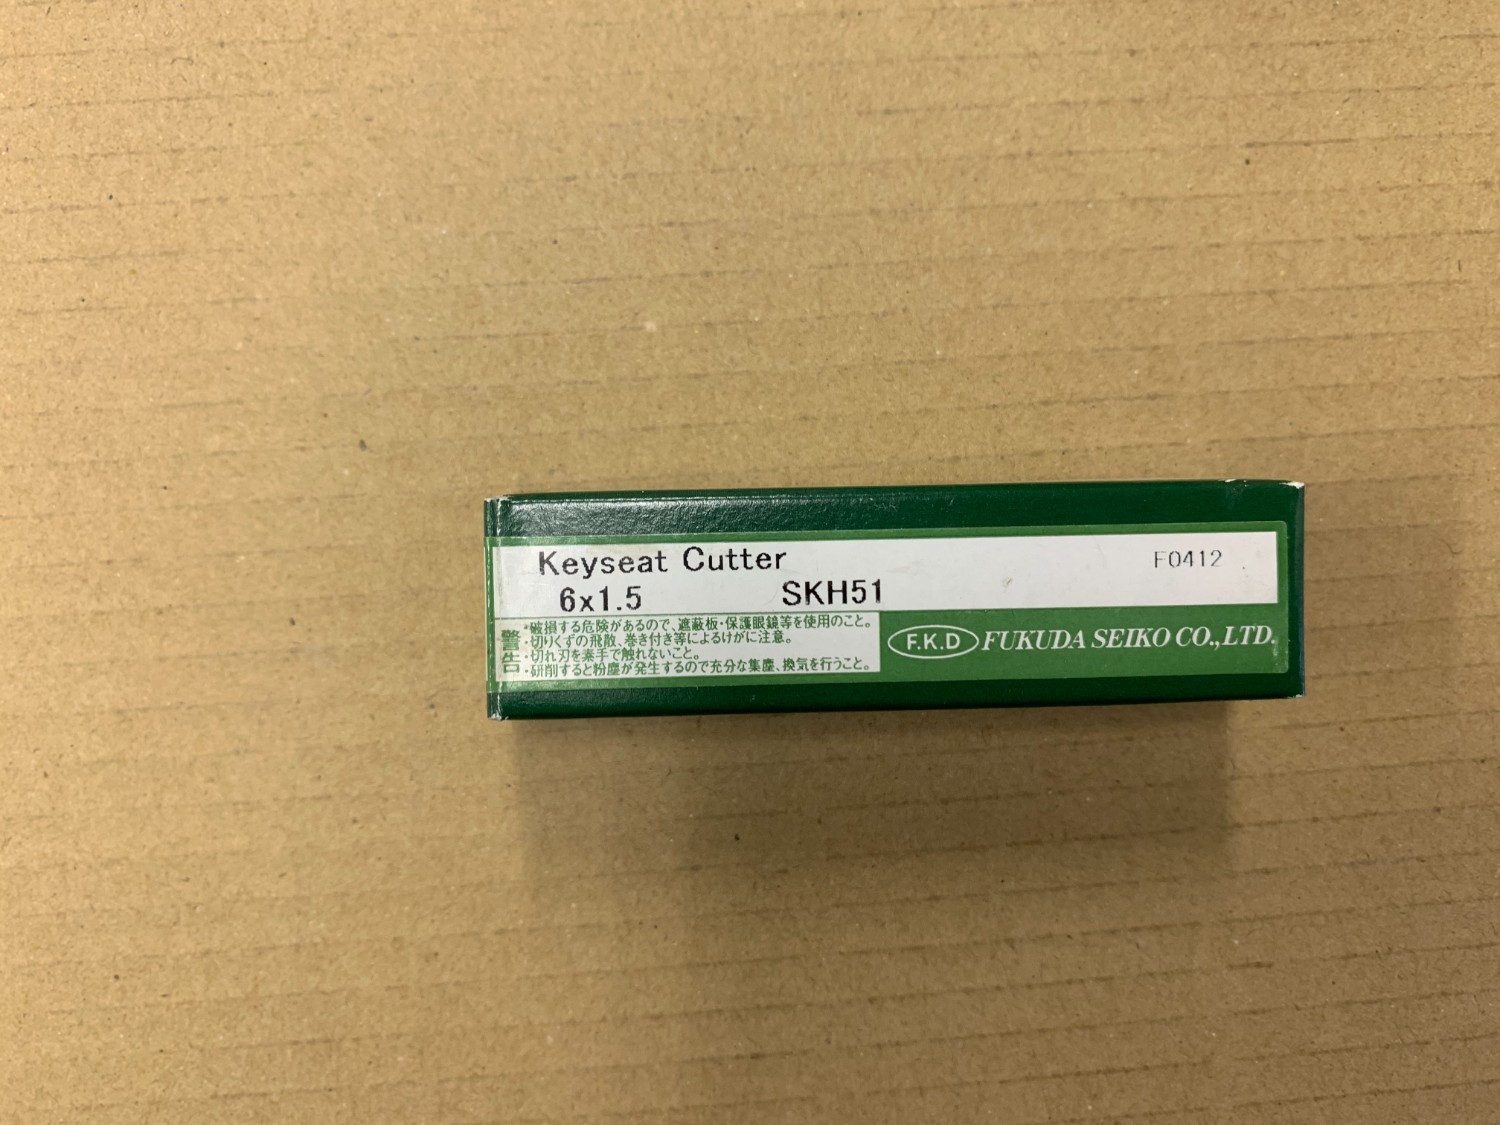 Keyseat Cutter F0412
6x1.5 SKH51
警告
・破損する危険があるので、遮蔽板・保護眼鏡等を使用のこと。
・切りくずの飛散、巻き付き等によるけがに注意。
・切れ刃を素手で触れないこと。
・研削すると粉塵が発生するので充分な集塵、換気を行うこと。
F.K.D FUKUDA SEIKO CO.,LTD.